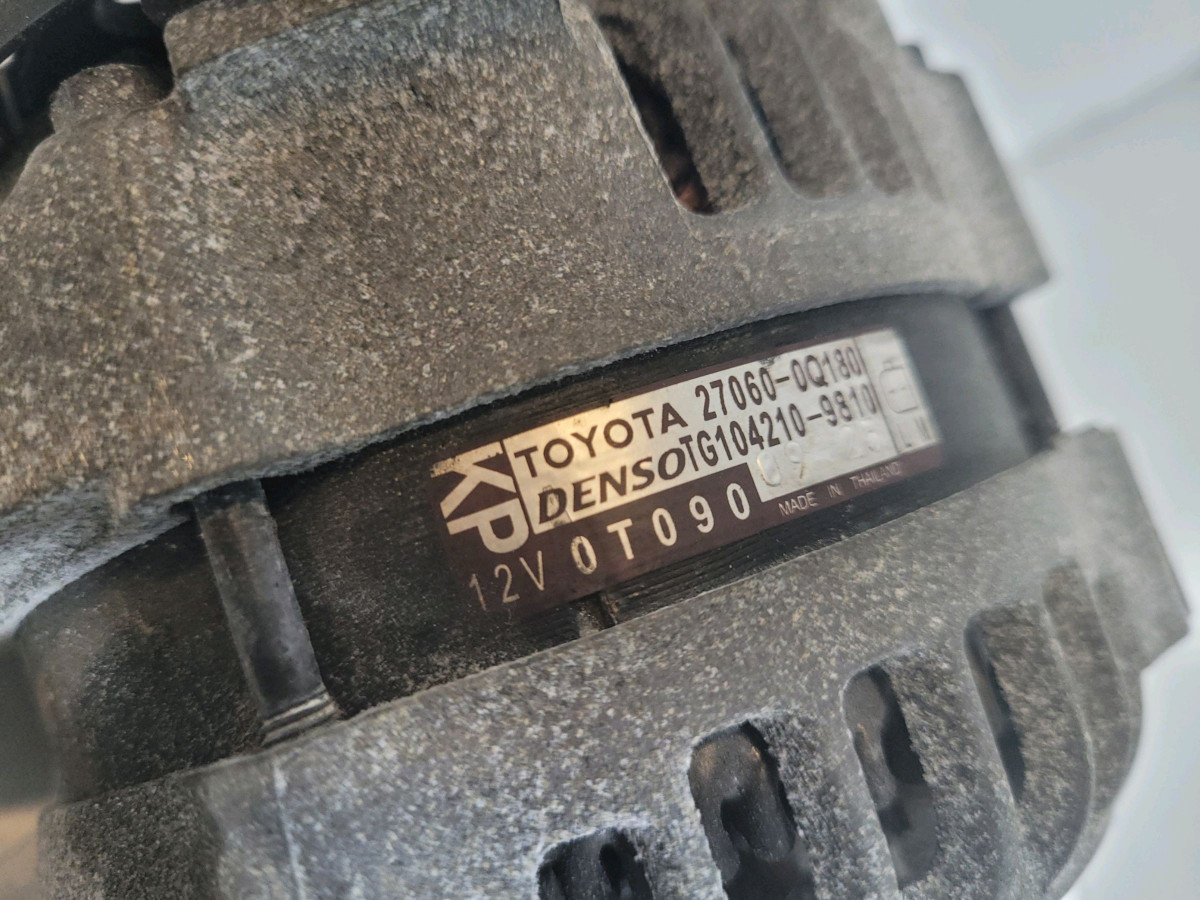 KP
TOYOTA 27060-0Q180
DENSO TG104210-9810
12V 0T090
MADE IN THAILAND